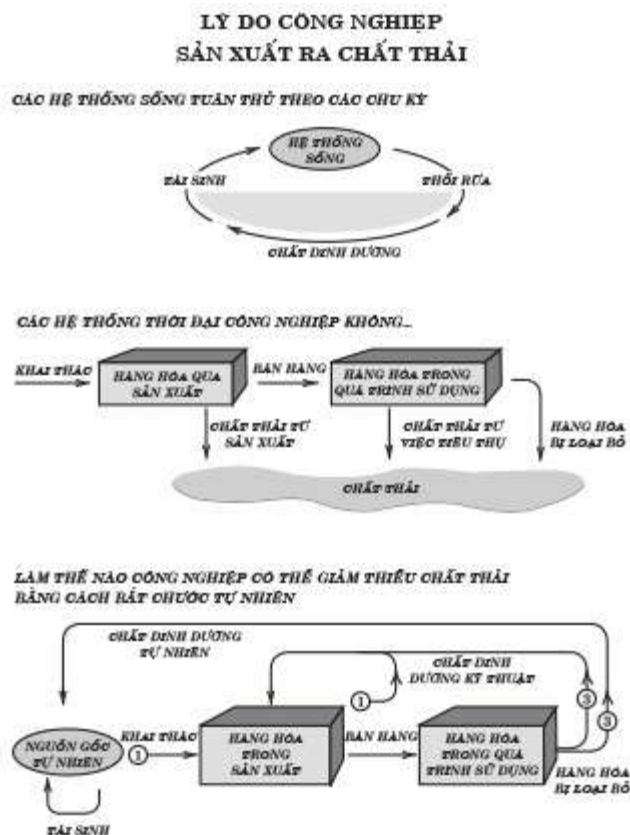 LÝ DO CÔNG NGHIỆP
SẢN XUẤT RA CHẤT THẢI
CÁC HỆ THỐNG SỐNG TUÂN THỦ THEO CÁC CHU KỲ
HỆ THỐNG
SỐNG
TÁI SINH
THỐI RỮA
CHẤT DINH DƯỠNG
CÁC HỆ THỐNG THỜI ĐẠI CÔNG NGHIỆP KHÔNG...
KHAI THÁC
HÀNG HÓA QUA
SẢN XUẤT
BÁN HÀNG
HÀNG HÓA TRONG
QUA TRÌNH SỬ DỤNG
CHẤT THẢI TỪ
SẢN XUẤT
CHẤT THẢI TỪ
VIỆC TIÊU THỤ
HÀNG HÓA
BỊ LOẠI BỎ
CHẤT THẢI
LÀM THẾ NÀO CÔNG NGHIỆP CÓ THỂ GIẢM THIỂU CHẤT THẢI
BẰNG CÁCH BẮT CHƯỚC TỰ NHIÊN
CHẤT DINH DƯỠNG
TỰ NHIÊN
CHẤT DINH
DƯỠNG KỸ THUẬT
1
3
3
NGUỒN GỐC
TỰ NHIÊN
KHAI THÁC
1
HÀNG HÓA
TRONG
SẢN XUẤT
BÁN HÀNG
HÀNG HÓA
TRONG QUÁ
TRÌNH SỬ DỤNG
HÀNG HÓA
BỊ LOẠI BỎ
TÁI SINH